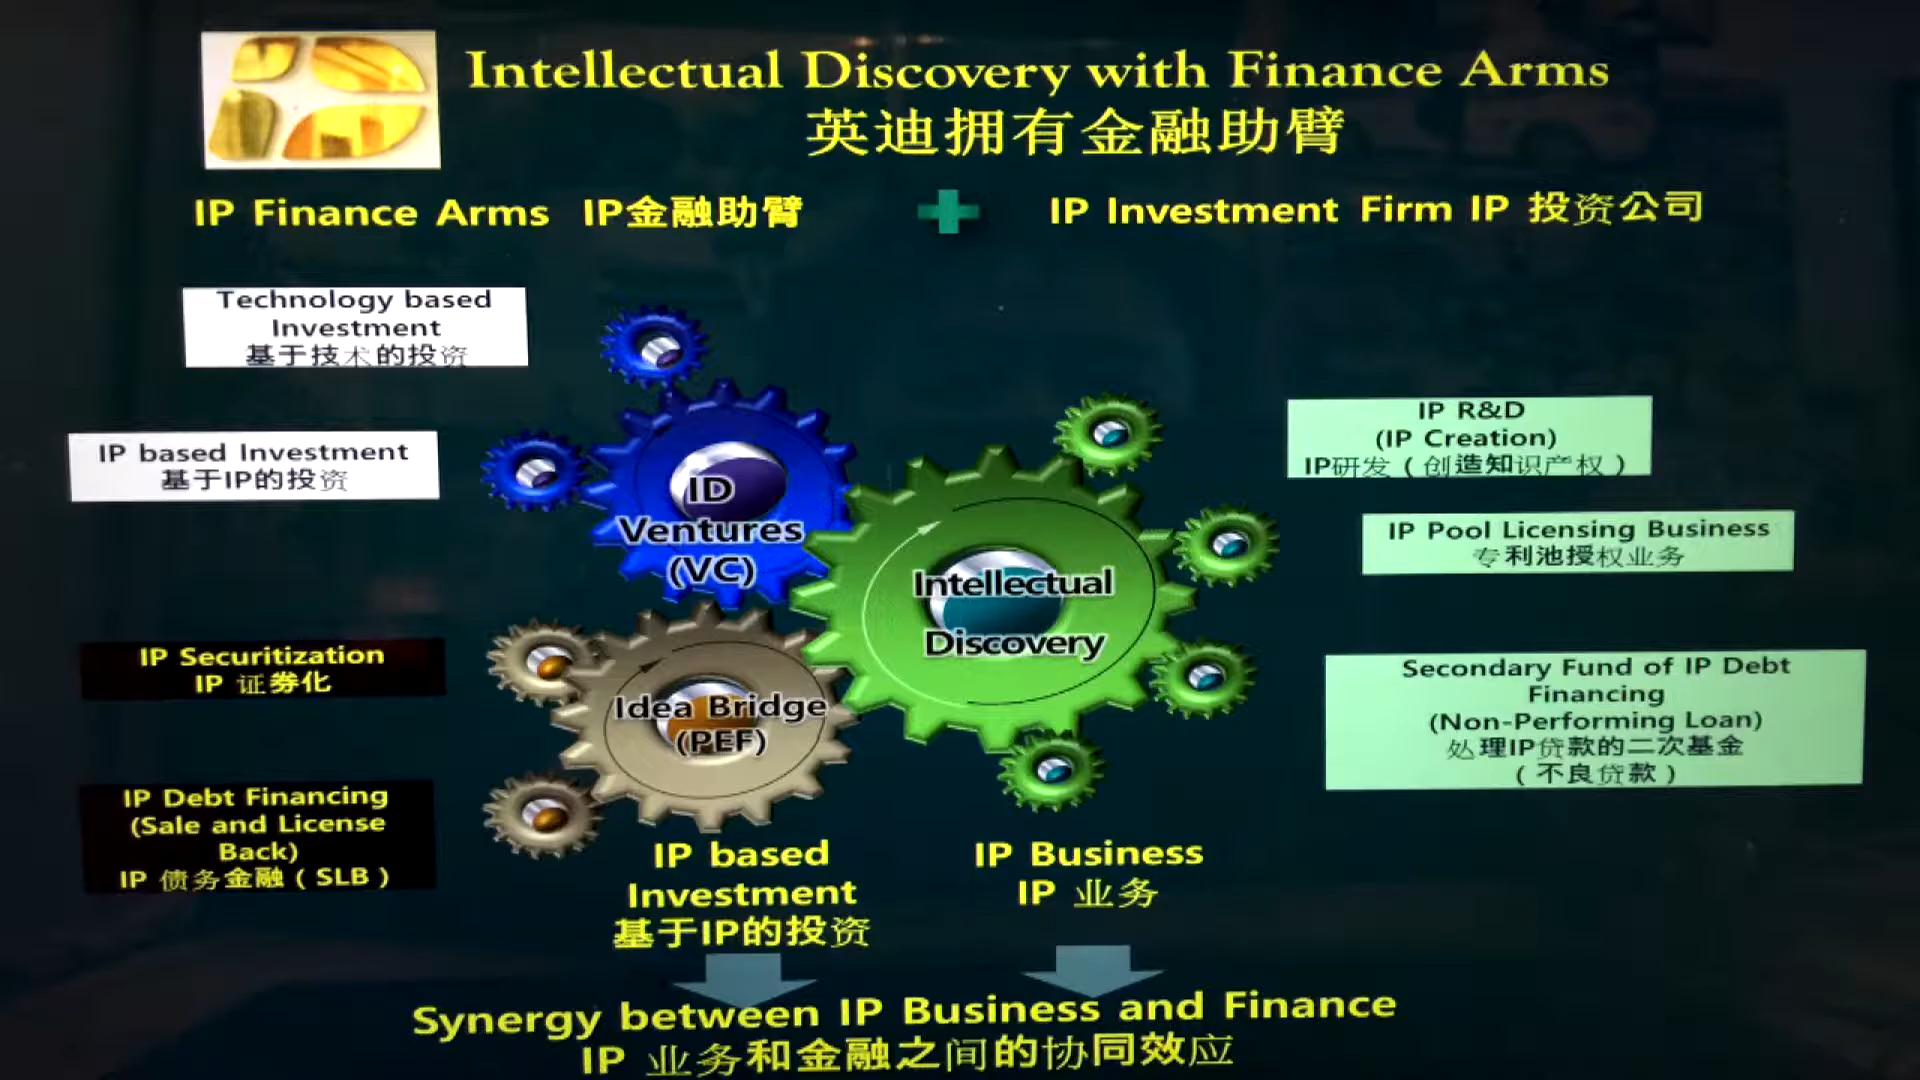 Intellectual Discovery with Finance Arms
英迪拥有金融助臂
IP Finance Arms IP金融助臂
IP Investment Firm IP 投资公司
Technology based
Investment
基于技术的投资
IP based Investment
基于IP的投资
IP Securitization
IP 证券化
IP Debt Financing
(Sale and License
Back)
IP 债务金融 ( SLB )
ID
Ventures
(VC)
Idea Bridge
(PEF)
Intellectual
Discovery
IP R&D
(IP Creation)
IP研发 ( 创造知识产权 )
IP Pool Licensing Business
专利池授权业务
Secondary Fund of IP Debt
Financing
(Non-Performing Loan)
处理IP贷款的二次基金
( 不良贷款 )
IP based
Investment
基于IP的投资
IP Business
IP 业务
Synergy between IP Business and Finance
IP 业务和金融之间的协同效应